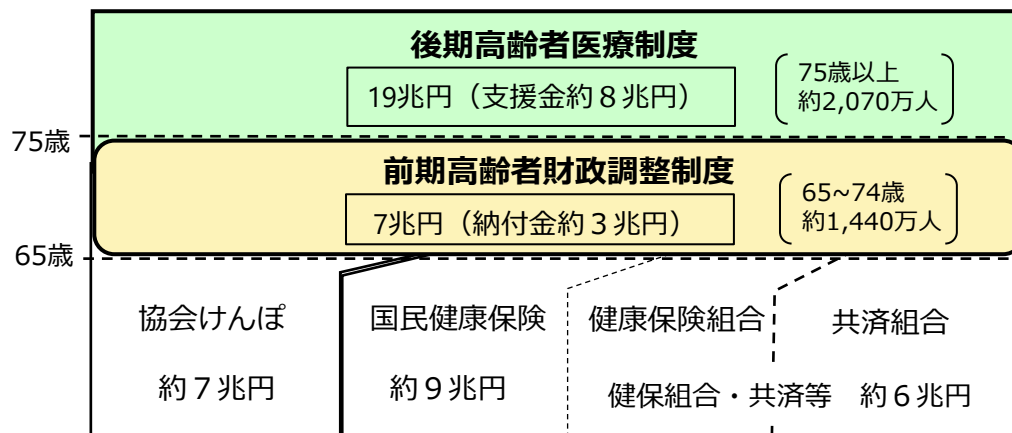 後期高齢者医療制度
19兆円（支援金約８兆円）
75歳以上
約2,070万人
75歳
前期高齢者財政調整制度
7兆円（納付金約３兆円）
65~74歳
約1,440万人
65歳
協会けんぽ
国民健康保険
健康保険組合
共済組合
約７兆円
約９兆円
健保組合・共済等　約６兆円